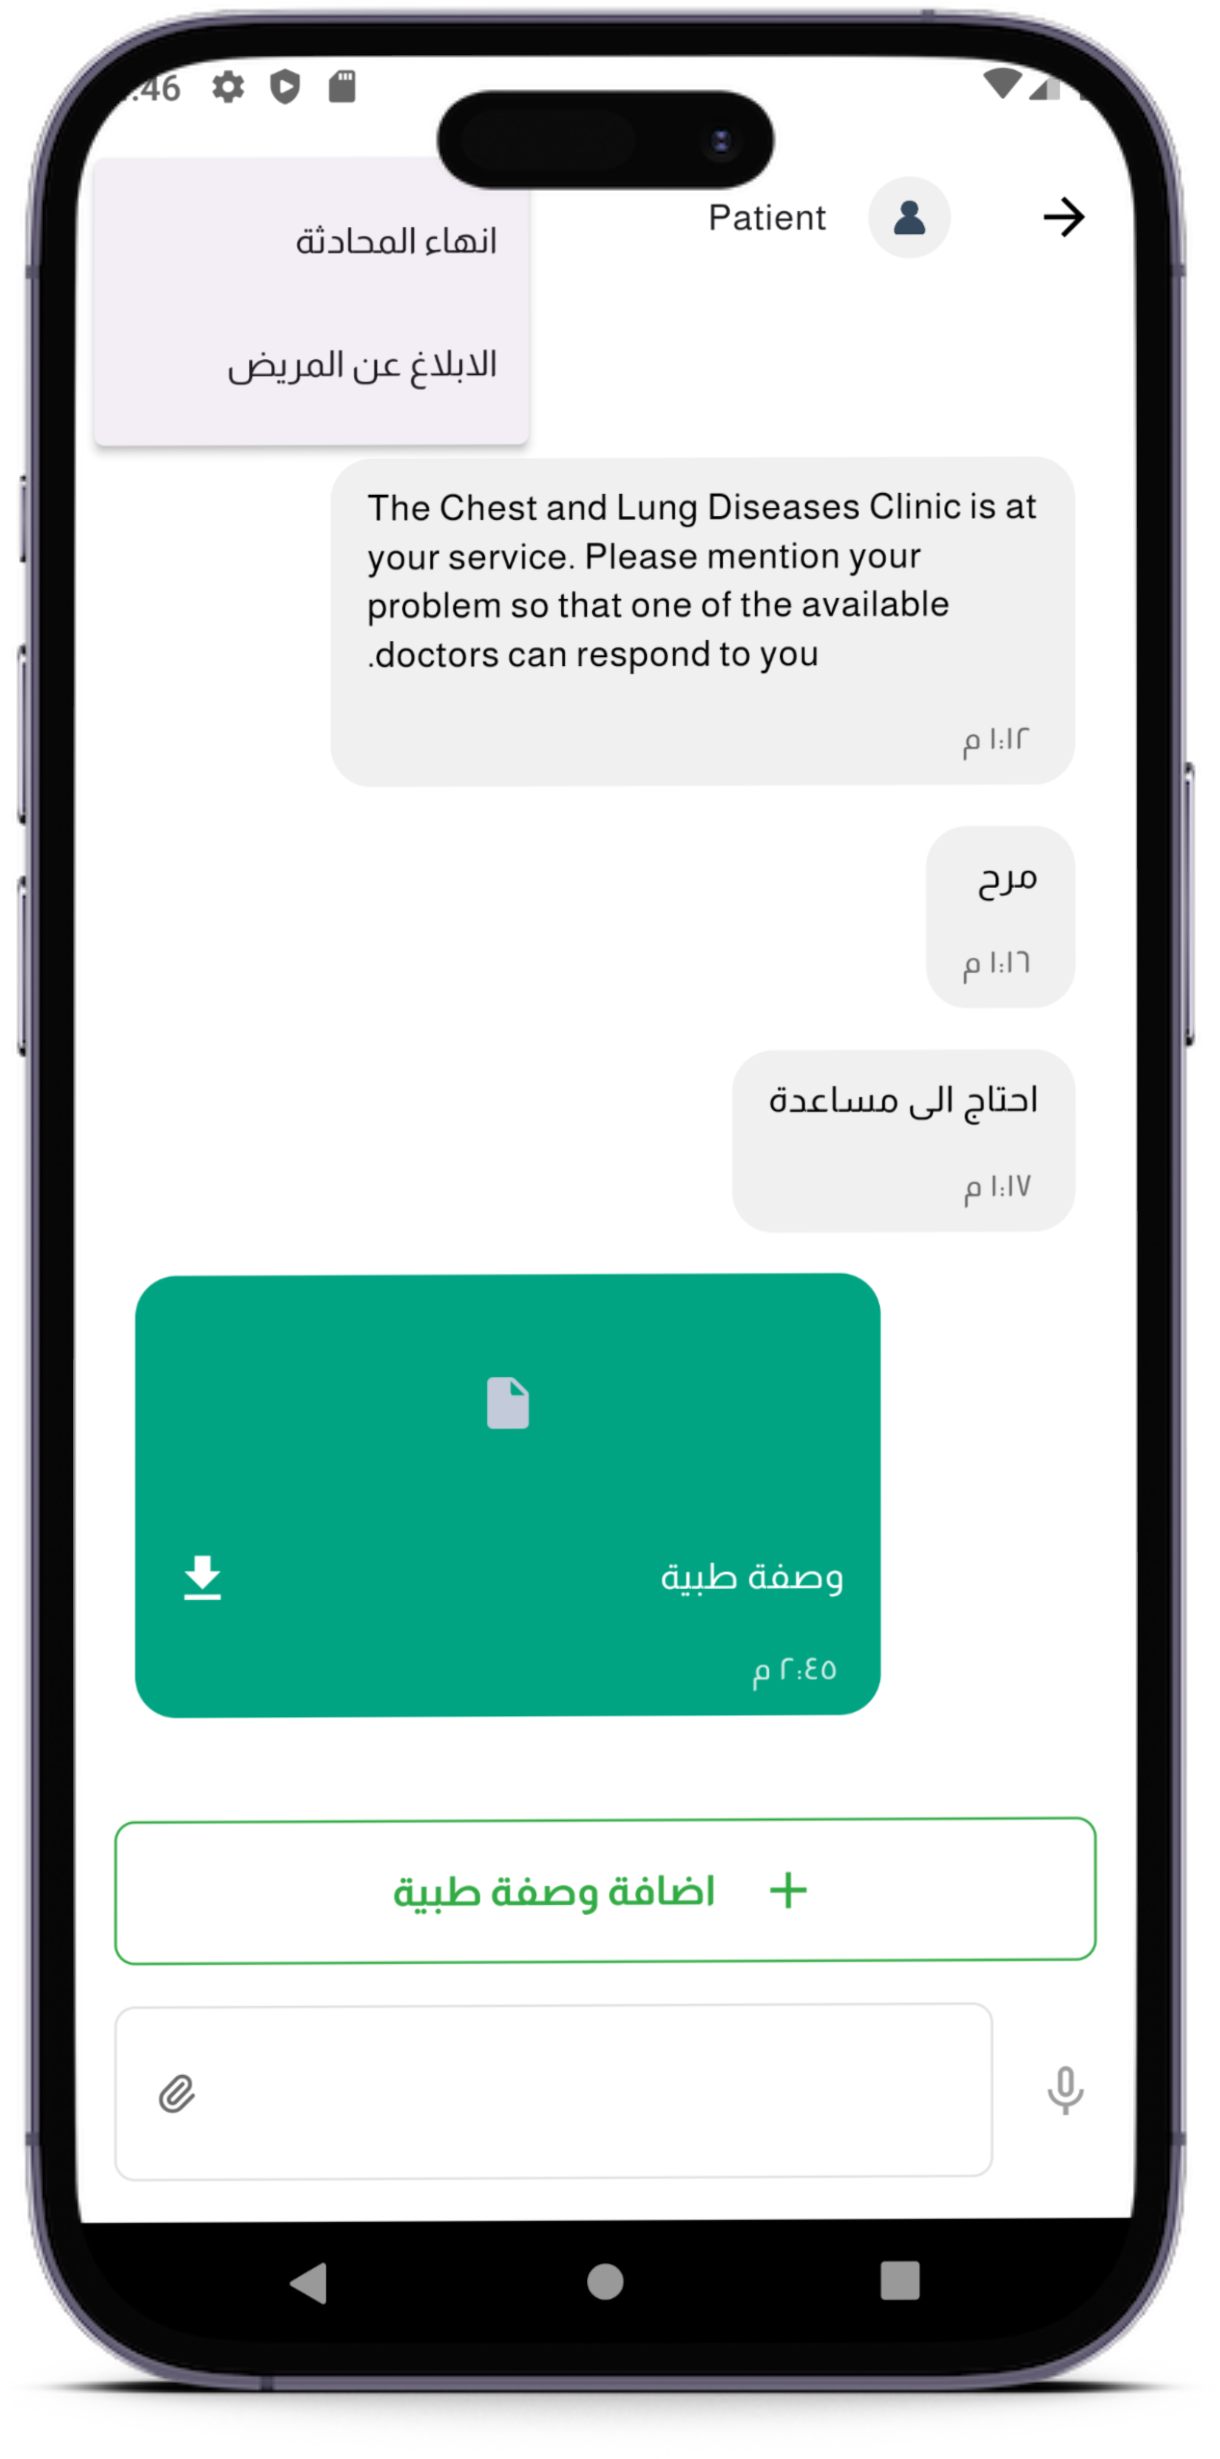 :46
Patient
انهاء المحادثة
الابلاغ عن المريض
The Chest and Lung Diseases Clinic is at
your service. Please mention your
problem so that one of the available
.doctors can respond to you
١:١٢ م
مرح
١:١٦ م
احتاج الى مساعدة
١:١٧ م
وصفة طبية
٢:٤٥ م
+ اضافة وصفة طبية